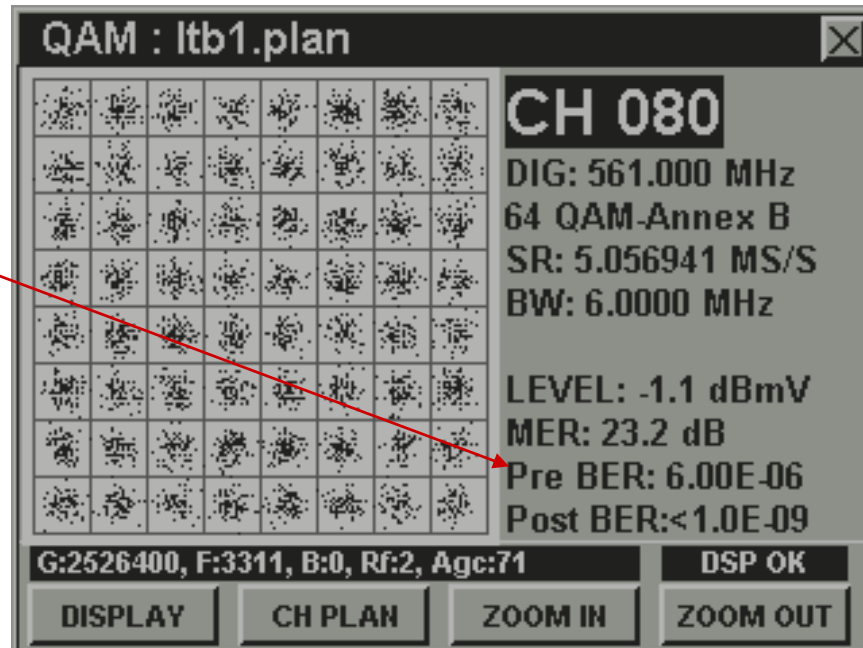 QAM : ltb1.plan
CH 080
DIG: 561.000 MHz
64 QAM-Annex B
SR: 5.056941 MS/S
BW: 6.0000 MHz
LEVEL: -1.1 dBmV
MER: 23.2 dB
Pre BER: 6.00E-06
Post BER:<1.0E-09
G:2526400, F:3311, B:0, Rf:2, Agc:71
DSP OK
DISPLAY
CH PLAN
ZOOM IN
ZOOM OUT